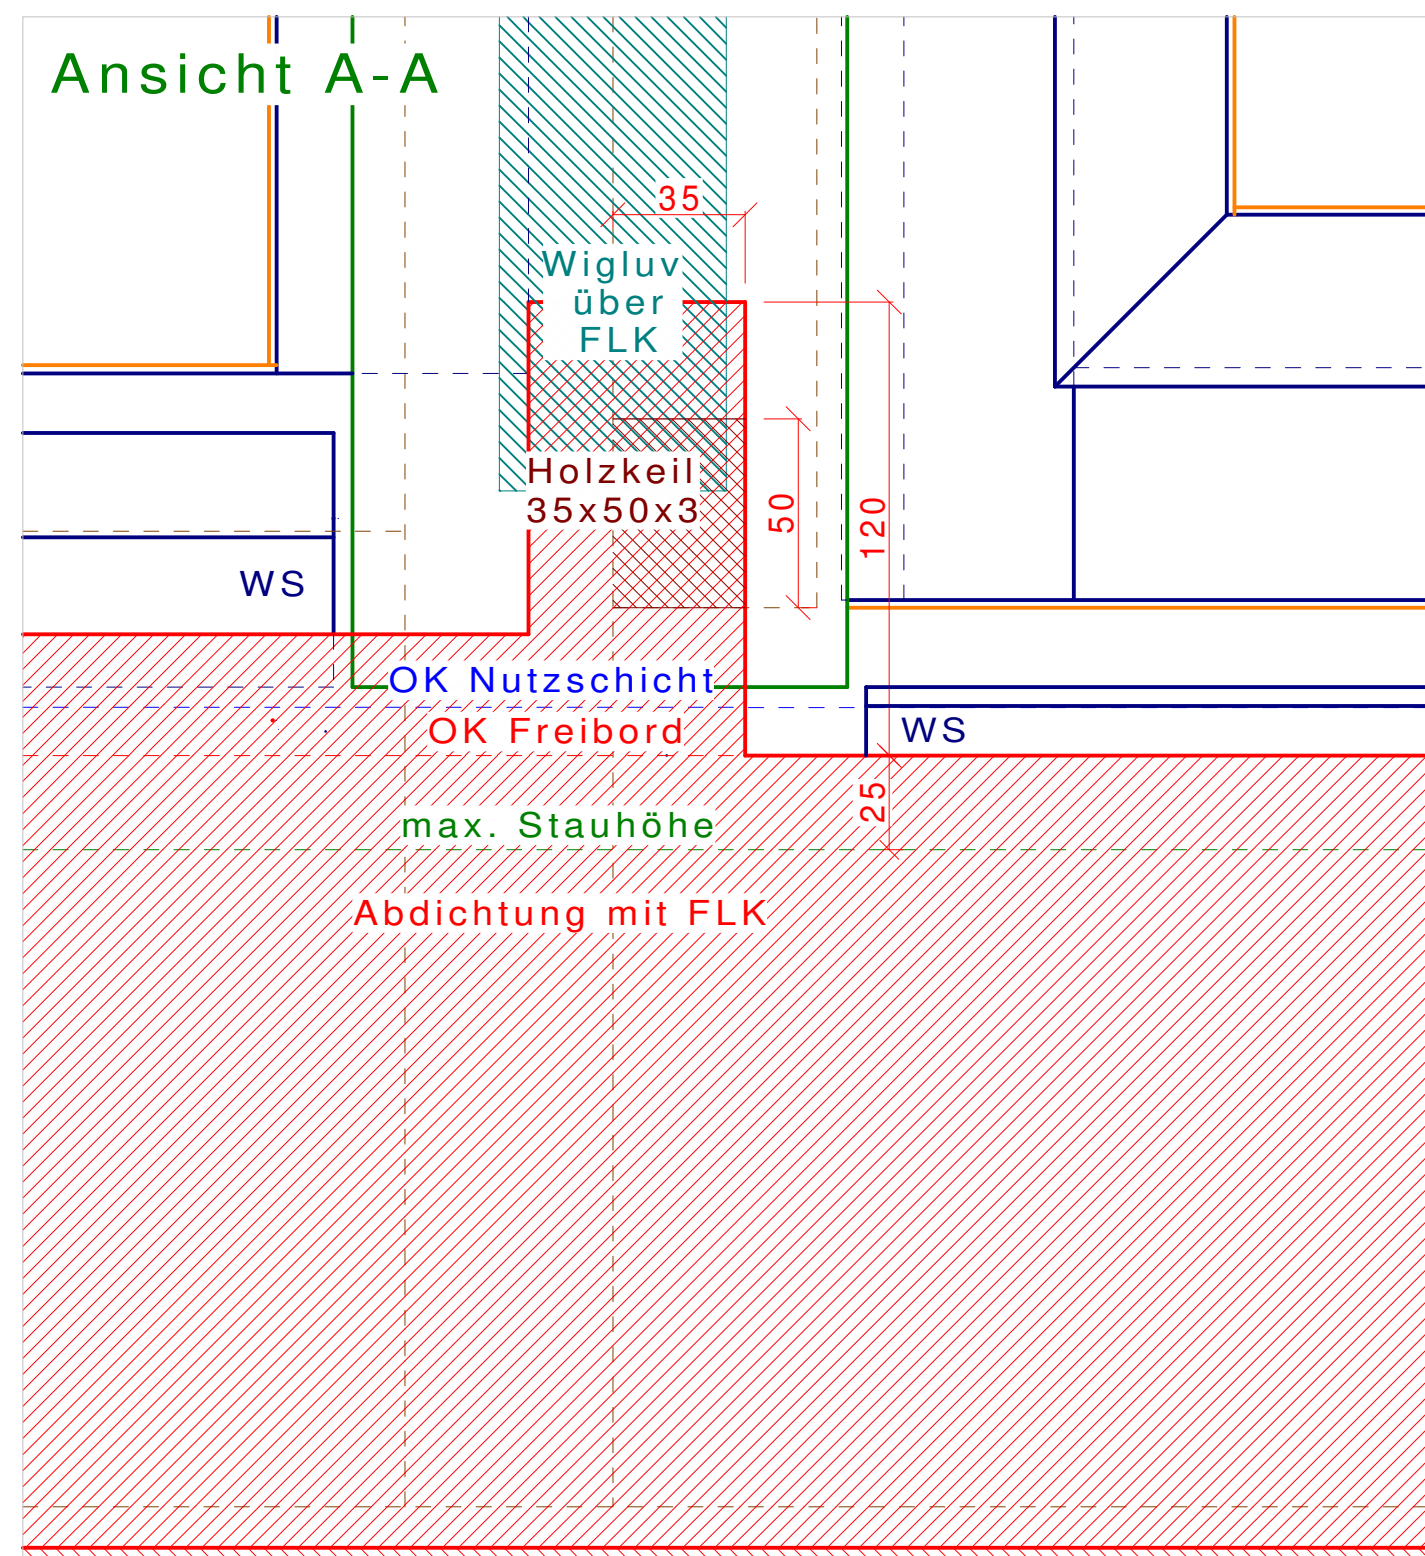 Ansicht A-A
35
Wigluv
über
FLK
Holzkeil
35x50x3
50
120
WS
OK Nutzschicht
OK Freibord
WS
25
max. Stauhöhe
Abdichtung mit FLK